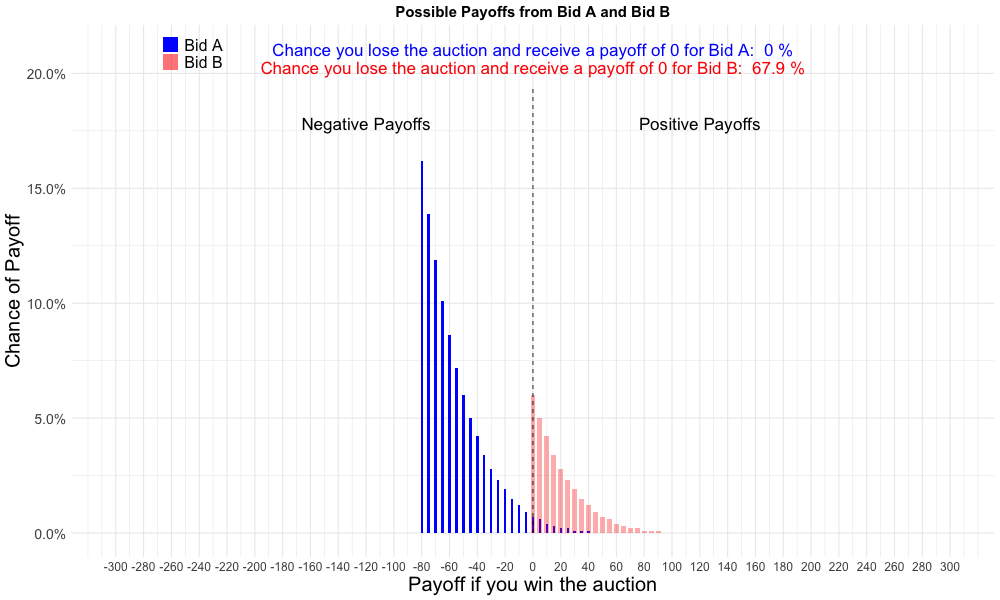 Possible Payoffs from Bid A and Bid B
Bid A
Bid B
Chance you lose the auction and receive a payoff of 0 for Bid A:  0 %
Chance you lose the auction and receive a payoff of 0 for Bid B:  67.9 %
Negative Payoffs
Positive Payoffs
Chance of Payoff
20.0%
15.0%
10.0%
5.0%
0.0%
-300 -280 -260 -240 -220 -200 -180 -160 -140 -120 -100 -80 -60 -40 -20 0 20 40 60 80 100 120 140 160 180 200 220 240 260 280 300
Payoff if you win the auction